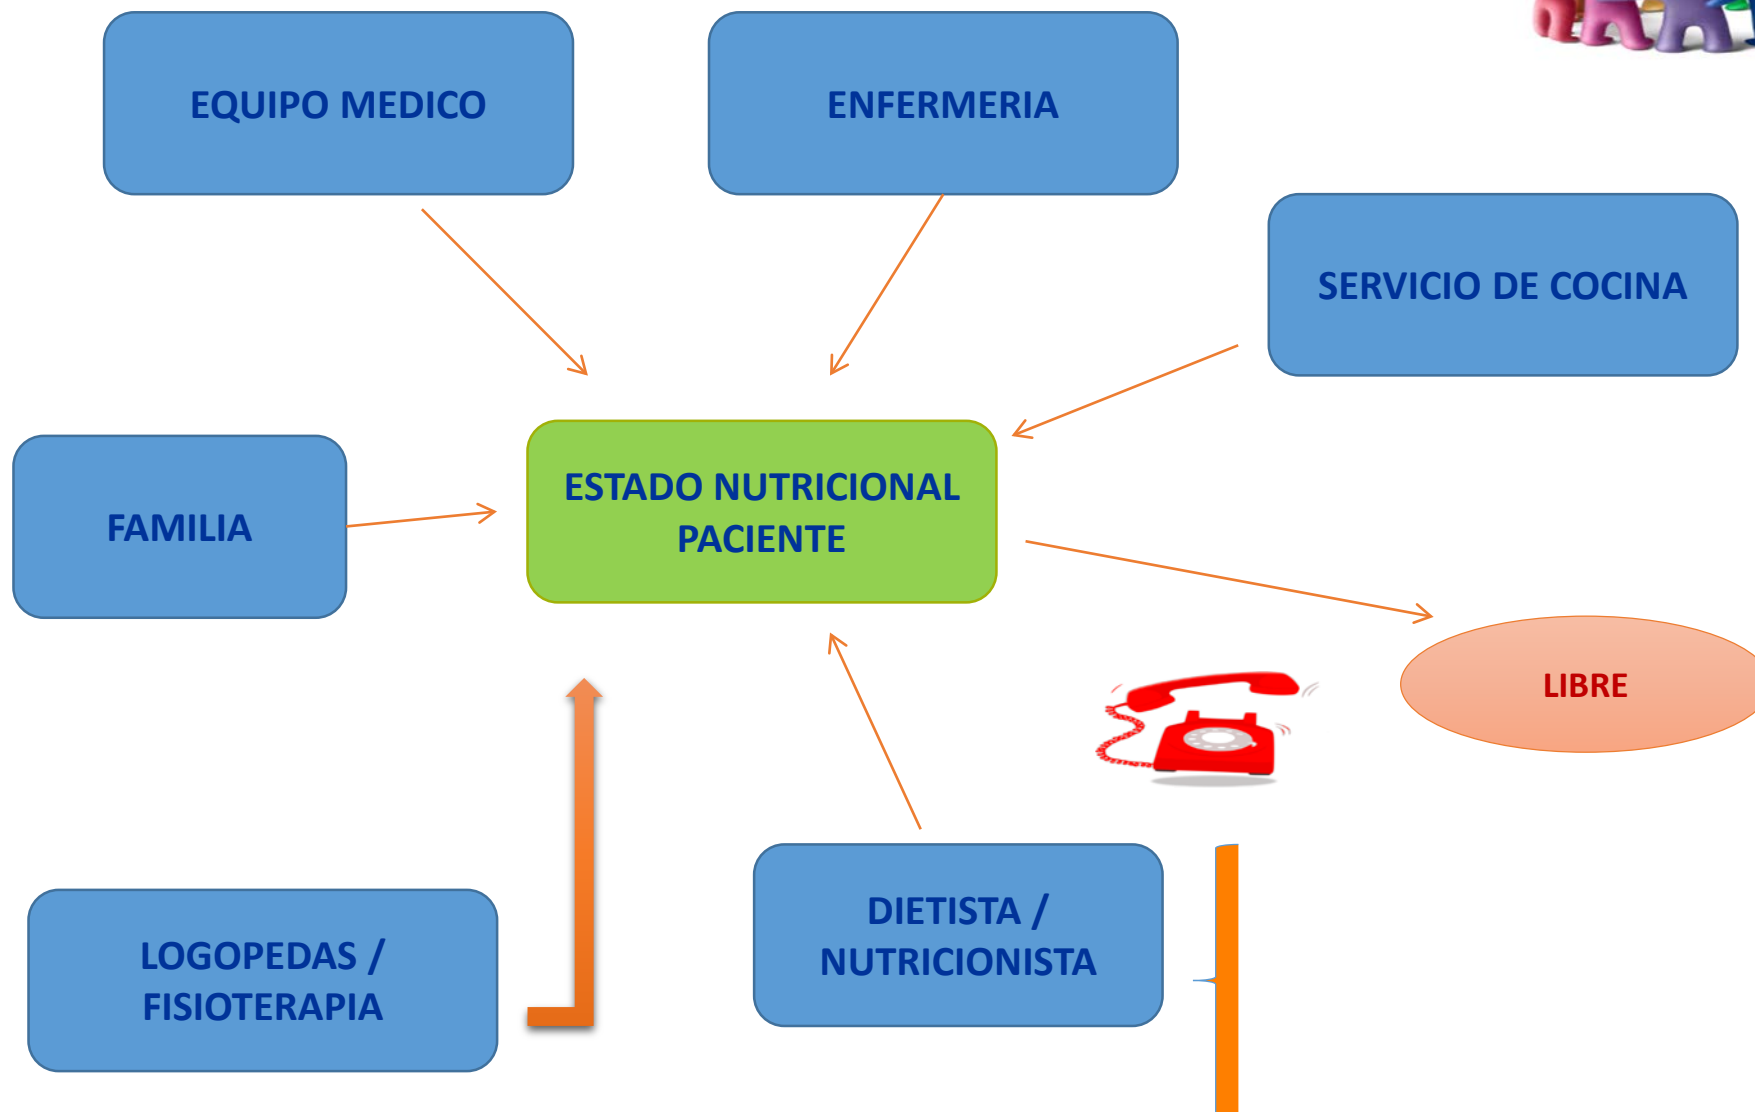 EQUIPO MEDICO
ENFERMERIA
SERVICIO DE COCINA
ESTADO NUTRICIONAL
PACIENTE
FAMILIA
LIBRE
DIETISTA /
NUTRICIONISTA
LOGOPEDAS /
FISIOTERAPIA